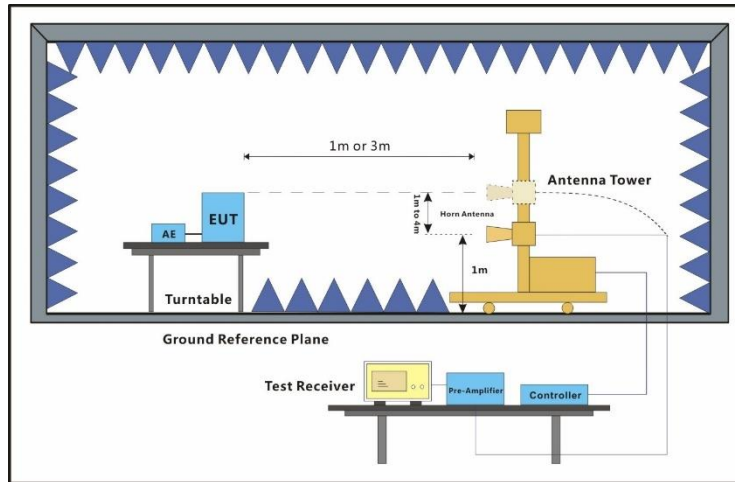 1m or 3m
Antenna Tower
1m to 4m
Horn Antenna
EUT
AE
1m
Turntable
Ground Reference Plane
Test Receiver
Pre-Amplifier
Controller